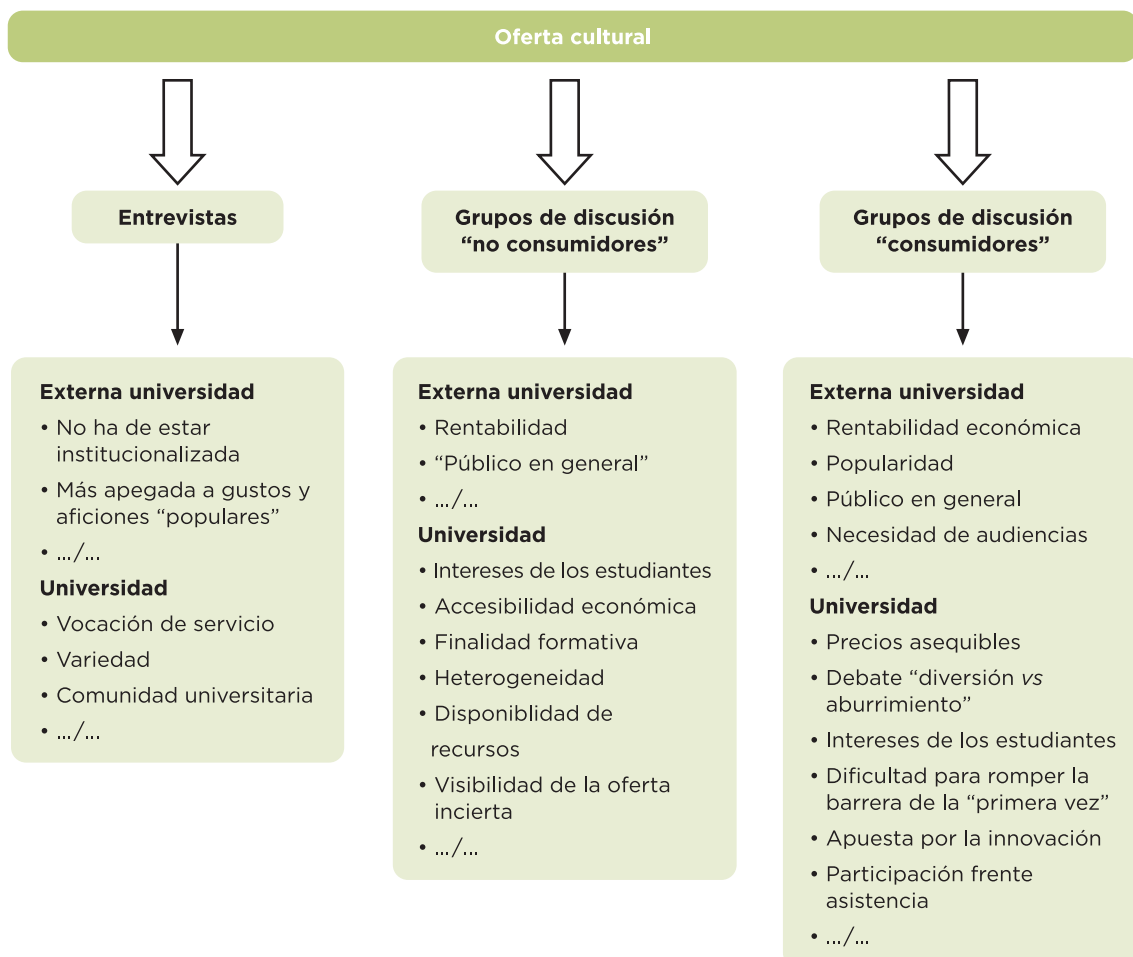 Oferta cultural
Entrevistas
Externa universidad
• No ha de estar
institucionalizada
• Más apegada a gustos y
aficiones “populares”
• .../...
Universidad
• Vocación de servicio
• Variedad
• Comunidad universitaria
• .../...
Grupos de discusión
“no consumidores”
Externa universidad
• Rentabilidad
• “Público en general”
• .../...
Universidad
• Intereses de los estudiantes
• Accesibilidad económica
• Finalidad formativa
• Heterogeneidad
• Disponiblidad de
recursos
• Visibilidad de la oferta
incierta
• .../...
Grupos de discusión
“consumidores”
Externa universidad
• Rentabilidad económica
• Popularidad
• Público en general
• Necesidad de audiencias
• .../...
Universidad
• Precios asequibles
• Debate “diversión vs
aburrimiento”
• Intereses de los estudiantes
• Dificultad para romper la
barrera de la “primera vez”
• Apuesta por la innovación
• Participación frente
asistencia
• .../...